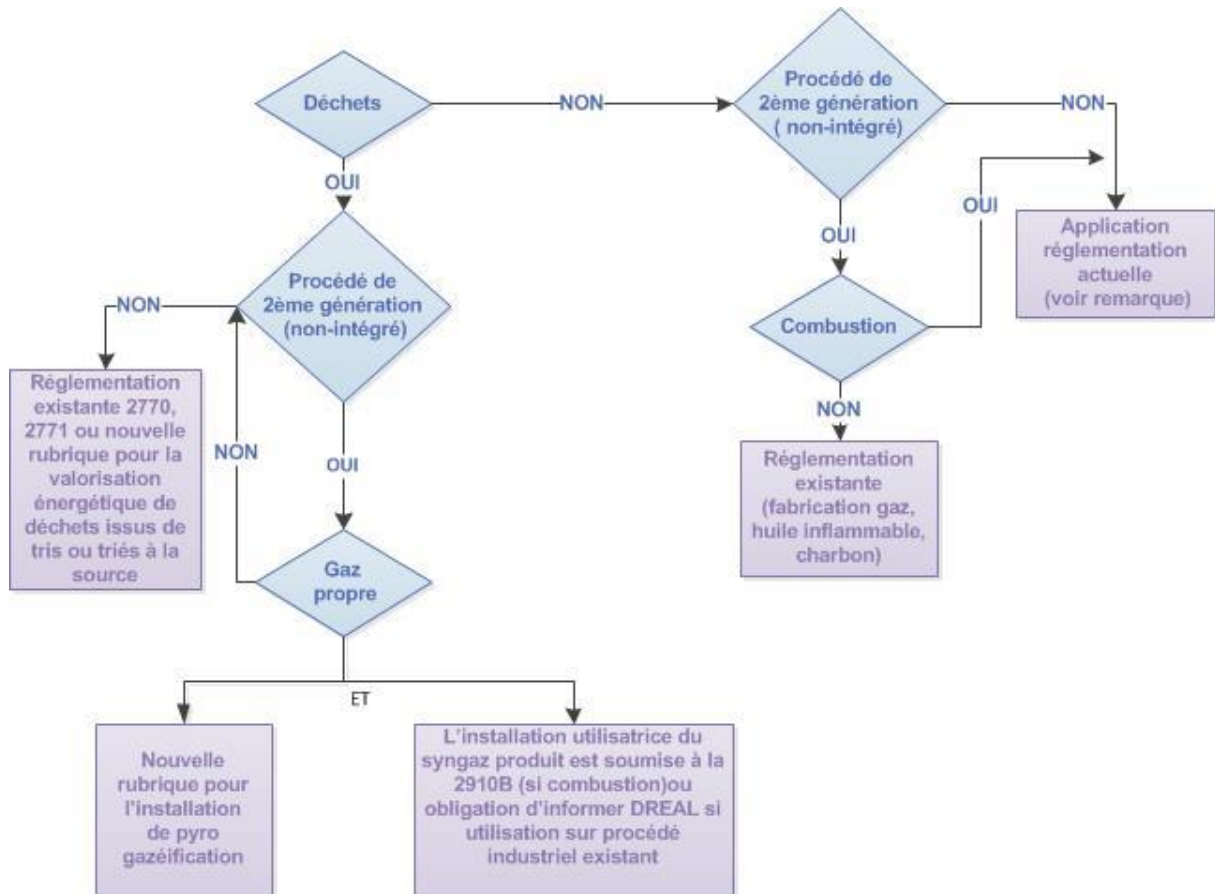 Déchets
NON
Procédé de
2ème génération
( non-intégré)
NON
OUI
OUI
OUI
Application
réglementation
actuelle
(voir remarque)
Procédé de
2ème génération
(non-intégré)
NON
Combustion
Réglementation
existante 2770,
2771 ou nouvelle
rubrique pour la
valorisation
énergétique de
déchets issus de
tris ou triés à la
source
NON
OUI
NON
Réglementation
existante
(fabrication gaz,
huile inflammable,
charbon)
Gaz
propre
ET
Nouvelle
rubrique pour
l'installation
de pyro
gazéification
L'installation utilisatrice du
syngaz produit est soumise à la
2910B (si combustion)ou
obligation d'informer DREAL si
utilisation sur procédé
industriel existant